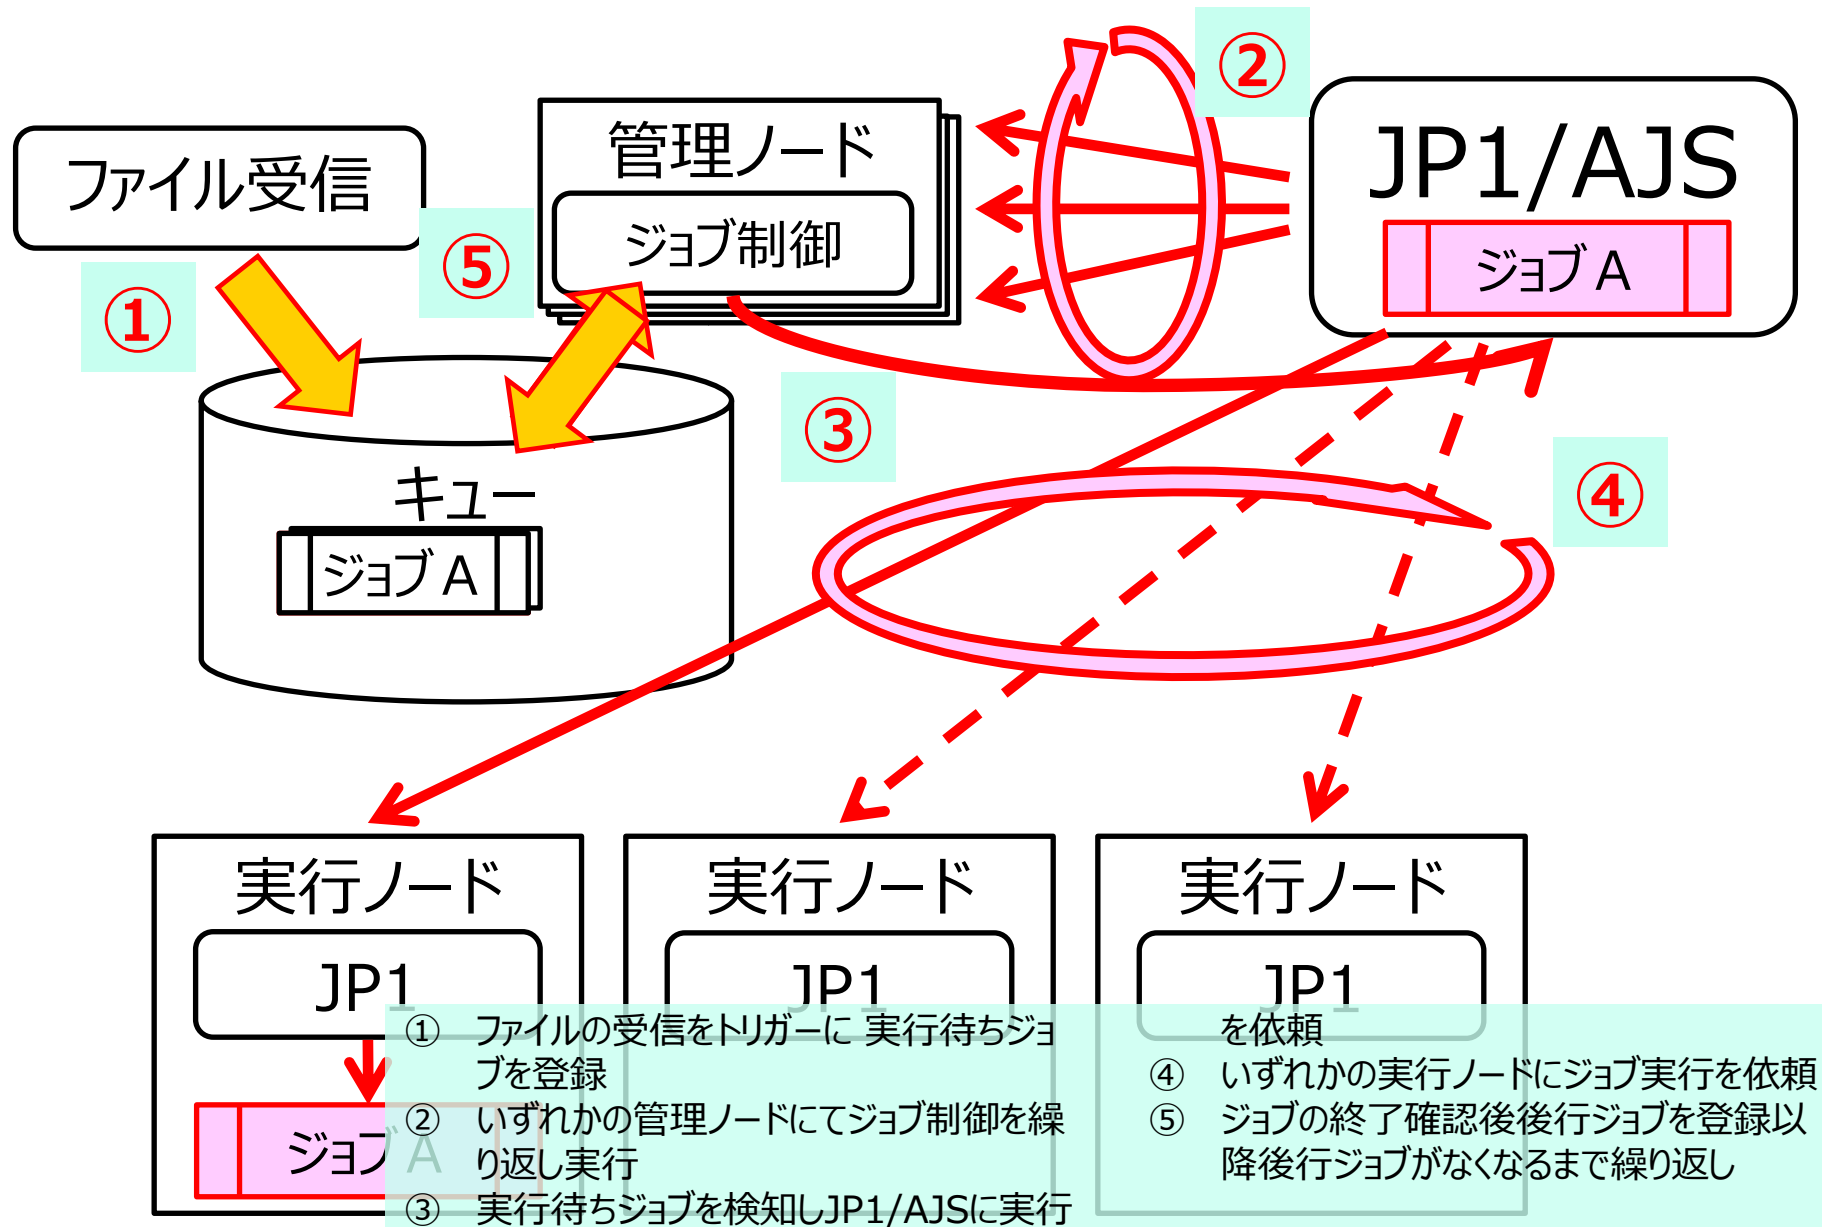 ②
JP1/AJS
ジョブA
管理ノード
ジョブ制御
ファイル受信
⑤
①
③
④
キュー
ジョブA
実行ノード
JP1
ジョブA
実行ノード
JP1
実行ノード
JP1
① ファイルの受信をトリガーに 実行待ちジョ
ブを登録
② いずれかの管理ノードにてジョブ制御を繰
り返し実行
③ 実行待ちジョブを検知しJP1/AJSに実行
を依頼
④ いずれかの実行ノードにジョブ実行を依頼
⑤ ジョブの終了確認後後行ジョブを登録以
降後行ジョブがなくなるまで繰り返し